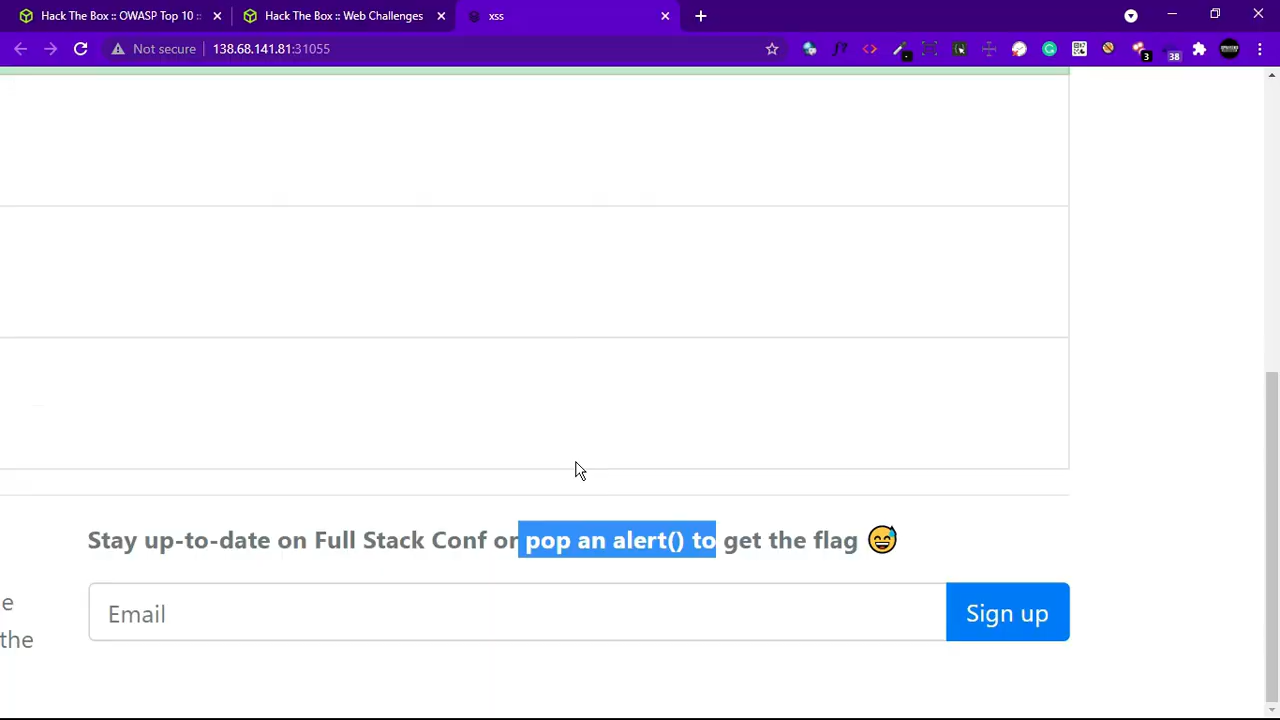 Hack The Box :: OWASP Top 10 ::
Hack The Box :: Web Challenges
xss
Not secure
138.68.141.81:31055
3
38
Stay up-to-date on Full Stack Conf or pop an alert() to get the flag 😅
e
the
Email
Sign up